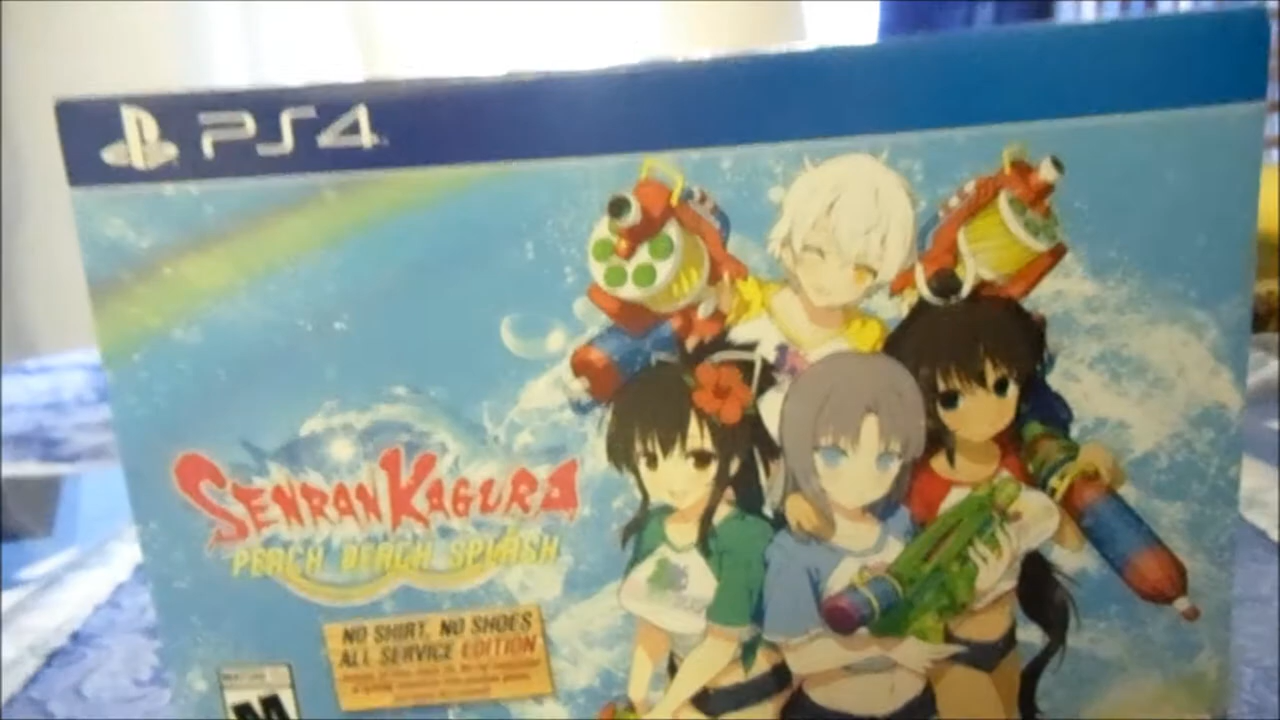 PS4
SENRAN KAGURA
PEACH BEACH SPLASH
NO SHIRT, NO SHOES
ALL SERVICE EDITION
M